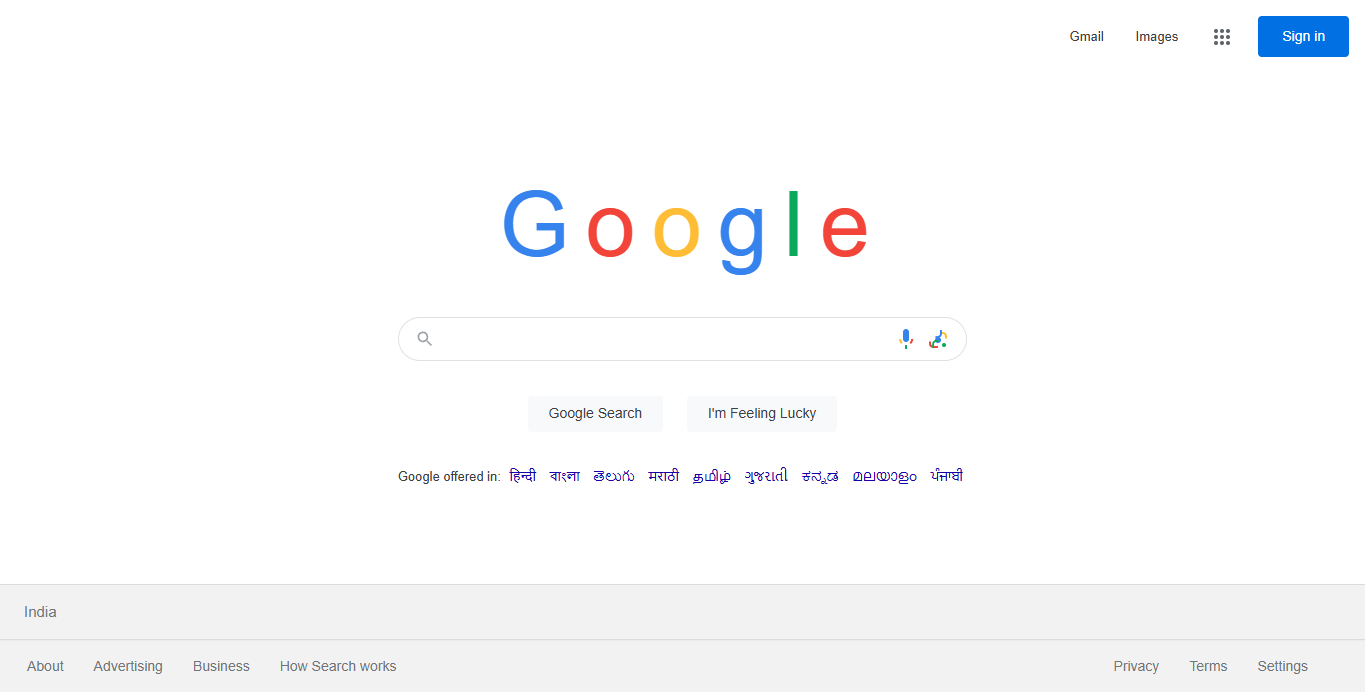 Gmail Images Sign in
Google
Google Search I'm Feeling Lucky
Google offered in: हिन्दी বাংলা తెలుగు मराठी தமிழ் ગુજરાતી ಕನ್ನಡ മലയാളം ਪੰਜਾਬੀ
India
About Advertising Business How Search works Privacy Terms Settings